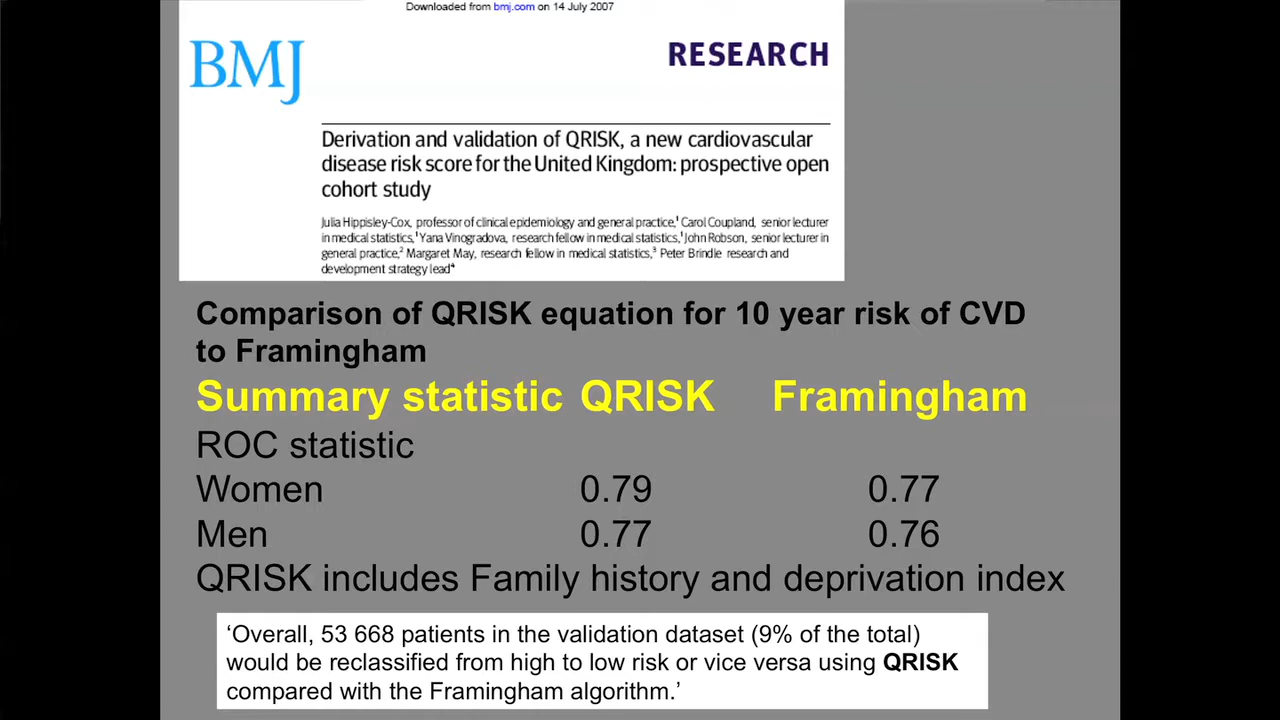 Downloaded from bmj.com on 14 July 2007
BMJ
RESEARCH
Derivation and validation of QRISK, a new cardiovascular
disease risk score for the United Kingdom: prospective open
cohort study
Julia Hippisley-Cox, professor of clinical epidemiology and general practice,¹ Carol Coupland, senior lecturer
in medical statistics,¹ Yana Vinogradova, research fellow in medical statistics,¹ John Robson, senior lecturer in
general practice,² Margaret May, research fellow in medical statistics,³ Peter Brindle research and
development strategy lead⁴
Comparison of QRISK equation for 10 year risk of CVD
to Framingham
Summary statistic QRISK Framingham
ROC statistic
Women 0.79 0.77
Men 0.77 0.76
QRISK includes Family history and deprivation index
‘Overall, 53 668 patients in the validation dataset (9% of the total)
would be reclassified from high to low risk or vice versa using QRISK
compared with the Framingham algorithm.’